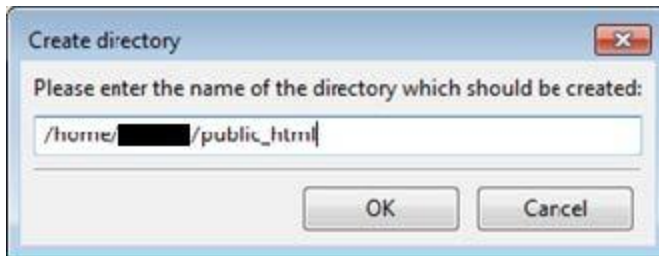 Create directory
Please enter the name of the directory which should be created:
/home/ /public_html
OK
Cancel